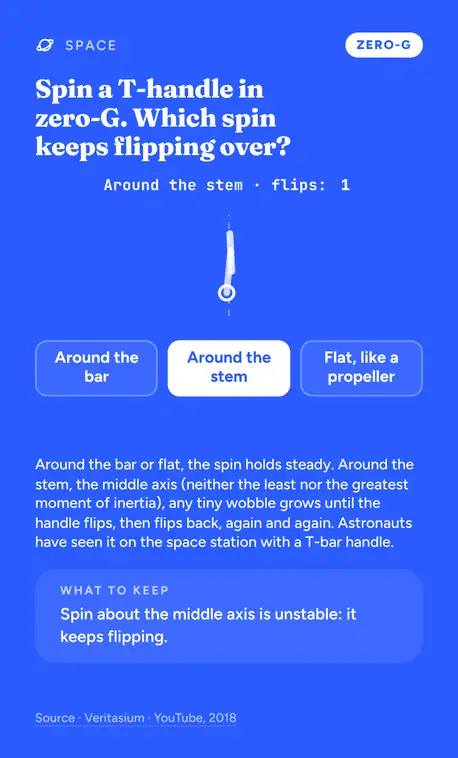 SPACE
ZERO-G
Spin a T-handle in
zero-G. Which spin
keeps flipping over?
Around the stem · flips: 1
Around the
bar
Around the
stem
Flat, like a
propeller
Around the bar or flat, the spin holds steady. Around the
stem, the middle axis (neither the least nor the greatest
moment of inertia), any tiny wobble grows until the
handle flips, then flips back, again and again. Astronauts
have seen it on the space station with a T-bar handle.
WHAT TO KEEP
Spin about the middle axis is unstable: it
keeps flipping.
Source · Veritasium · YouTube, 2018